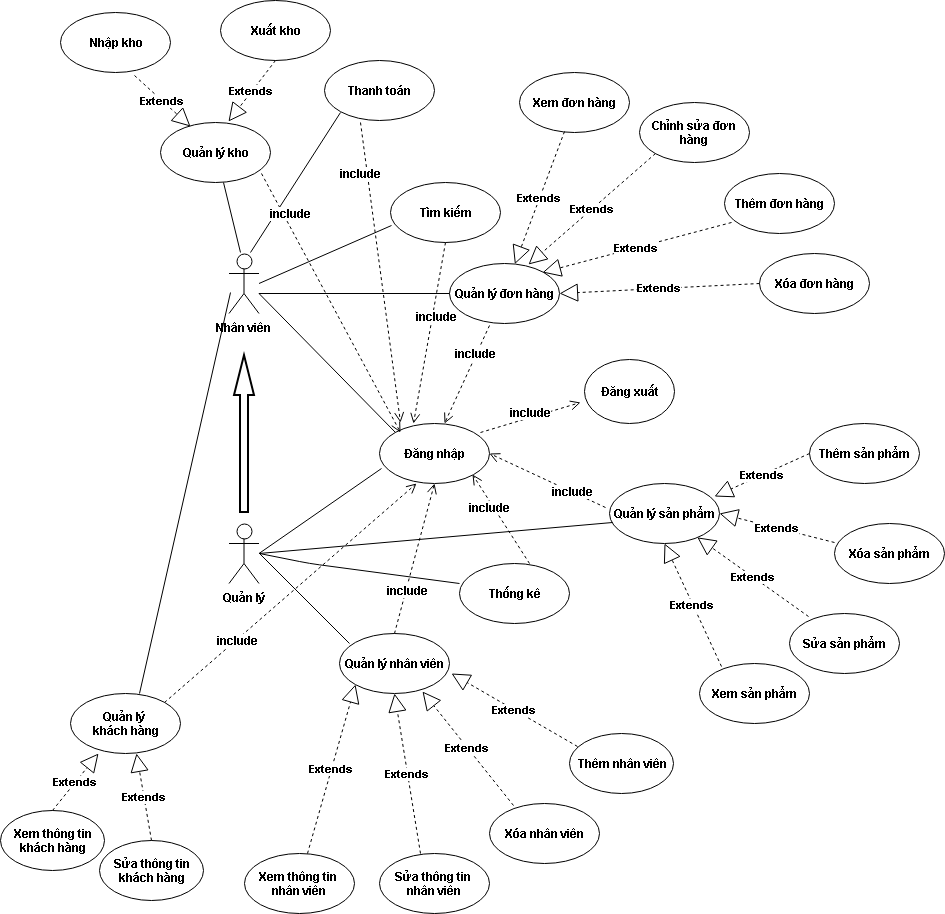 Nhập kho
Xuất kho
Extends
Extends
Thanh toán
Xem đơn hàng
Chỉnh sửa đơn
hàng
Quản lý kho
include
include
Tìm kiếm
Extends
Extends
Thêm đơn hàng
Extends
Xóa đơn hàng
Extends
Quản lý đơn hàng
Nhân viên
include
include
Đăng xuất
include
Đăng nhập
Thêm sản phẩm
Extends
include
include
Quản lý sản phẩm
Extends
Xóa sản phẩm
Extends
Extends
Sửa sản phẩm
Xem sản phẩm
Quản lý
Thống kê
include
include
Quản lý nhân viên
Quản lý
khách hàng
Extends
Extends
Extends
Extends
Thêm nhân viên
Extends
Extends
Xem thông tin
khách hàng
Sửa thông tin
khách hàng
Xóa nhân viên
Xem thông tin
nhân viên
Sửa thông tin
nhân viên